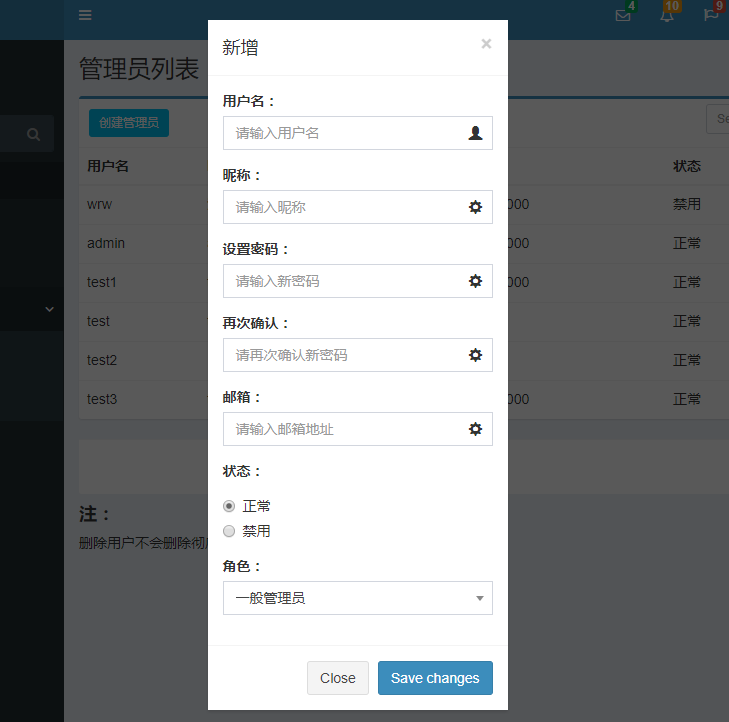 4 10 9
新增 ×
管理员列表
创建管理员
用户名：
请输入用户名
用户名 状态
昵称：
wrw 请输入昵称 000 禁用
设置密码：
admin 000 正常
test1 请输入新密码 000 正常
再次确认：
test 正常
test2 请再次确认新密码 正常
邮箱：
test3 000 正常
请输入邮箱地址
状态：
正常
注：
禁用
删除用户不会删除彻
角色：
一般管理员
Close Save changes